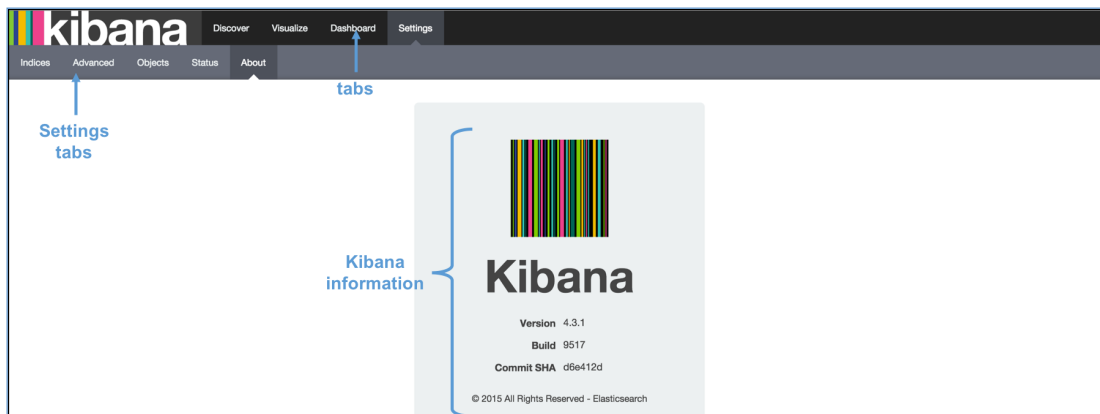 kibana Discover Visualize Dashboard Settings
Indices Advanced Objects Status About
tabs
Settings
tabs
Kibana
information
Kibana
Version 4.3.1
Build 9517
Commit SHA d6e412d
© 2015 All Rights Reserved - Elasticsearch